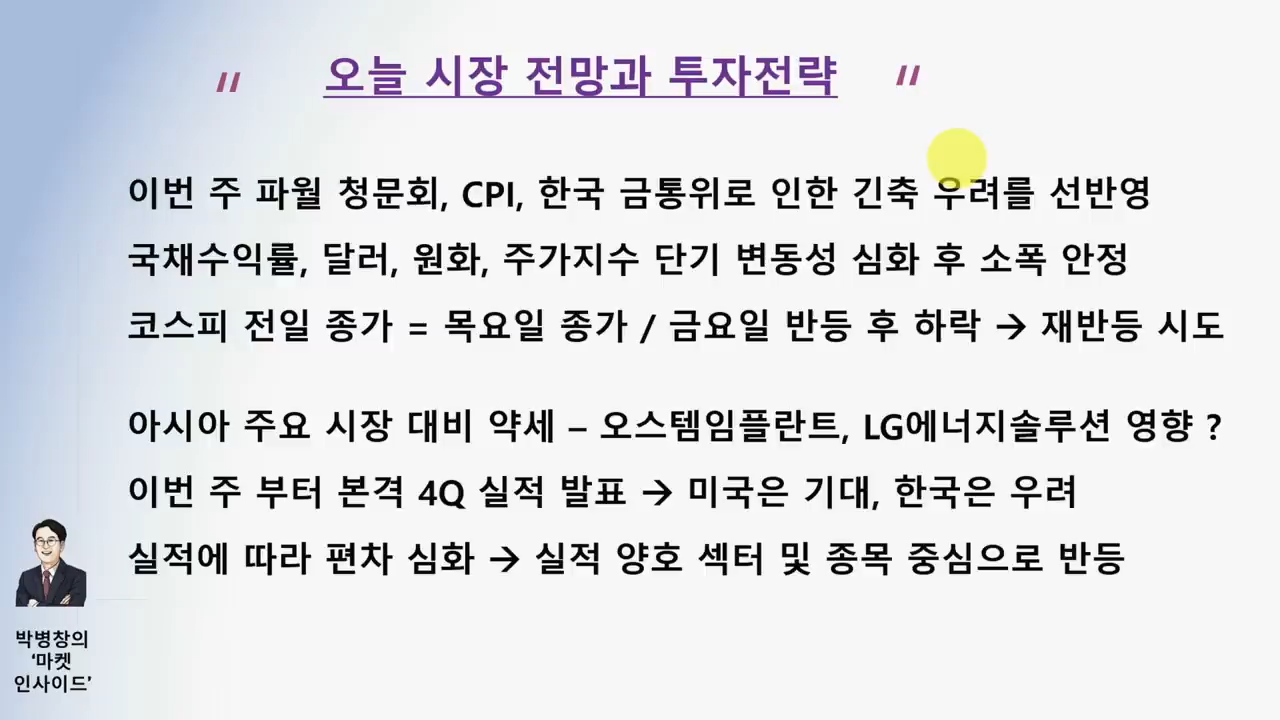 " 오늘 시장 전망과 투자전략 "
이번 주 파월 청문회, CPI, 한국 금통위로 인한 긴축 우려를 선반영
국채수익률, 달러, 원화, 주가지수 단기 변동성 심화 후 소폭 안정
코스피 전일 종가 = 목요일 종가 / 금요일 반등 후 하락 → 재반등 시도
아시아 주요 시장 대비 약세 – 오스템임플란트, LG에너지솔루션 영향 ?
이번 주 부터 본격 4Q 실적 발표 → 미국은 기대, 한국은 우려
실적에 따라 편차 심화 → 실적 양호 섹터 및 종목 중심으로 반등
박병창의
‘마켓
인사이드’